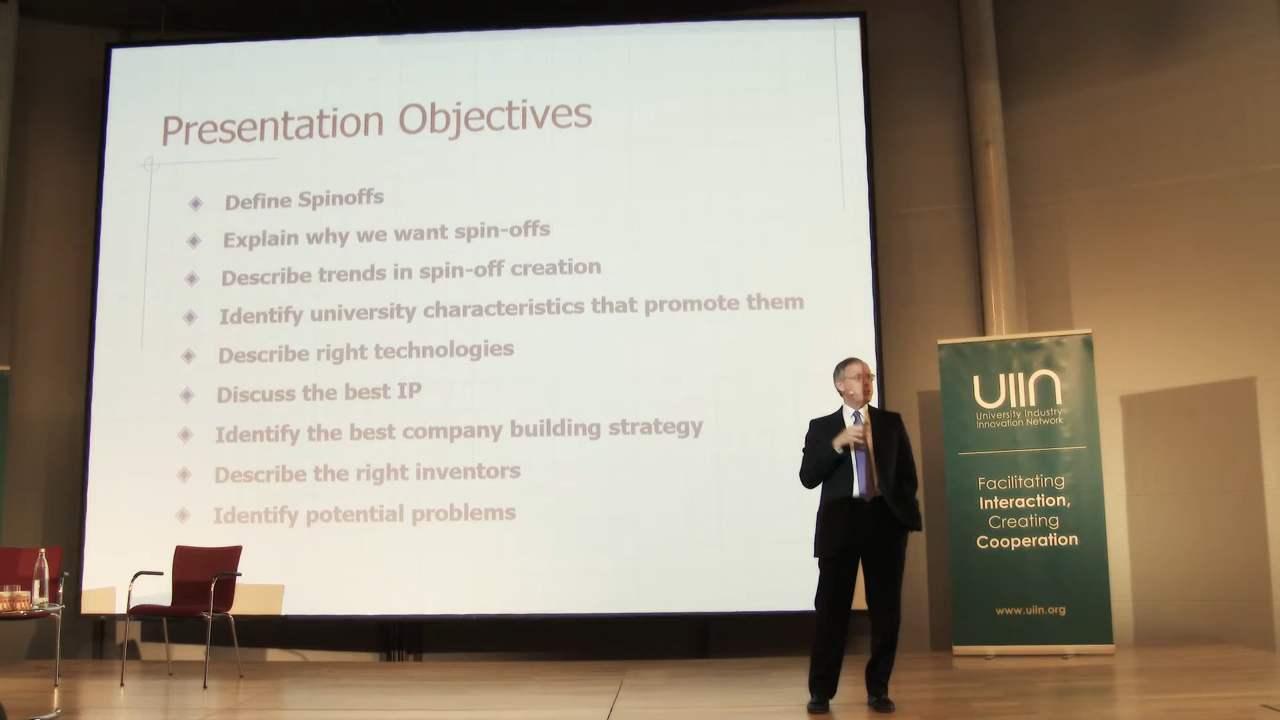 Presentation Objectives
Define Spinoffs
Explain why we want spin-offs
Describe trends in spin-off creation
Identify university characteristics that promote them
Describe right technologies
Discuss the best IP
Identify the best company building strategy
Describe the right inventors
Identify potential problems
UIIN
University Industry
Innovation Network
Facilitating
Interaction,
Creating
Cooperation
www.uiin.org